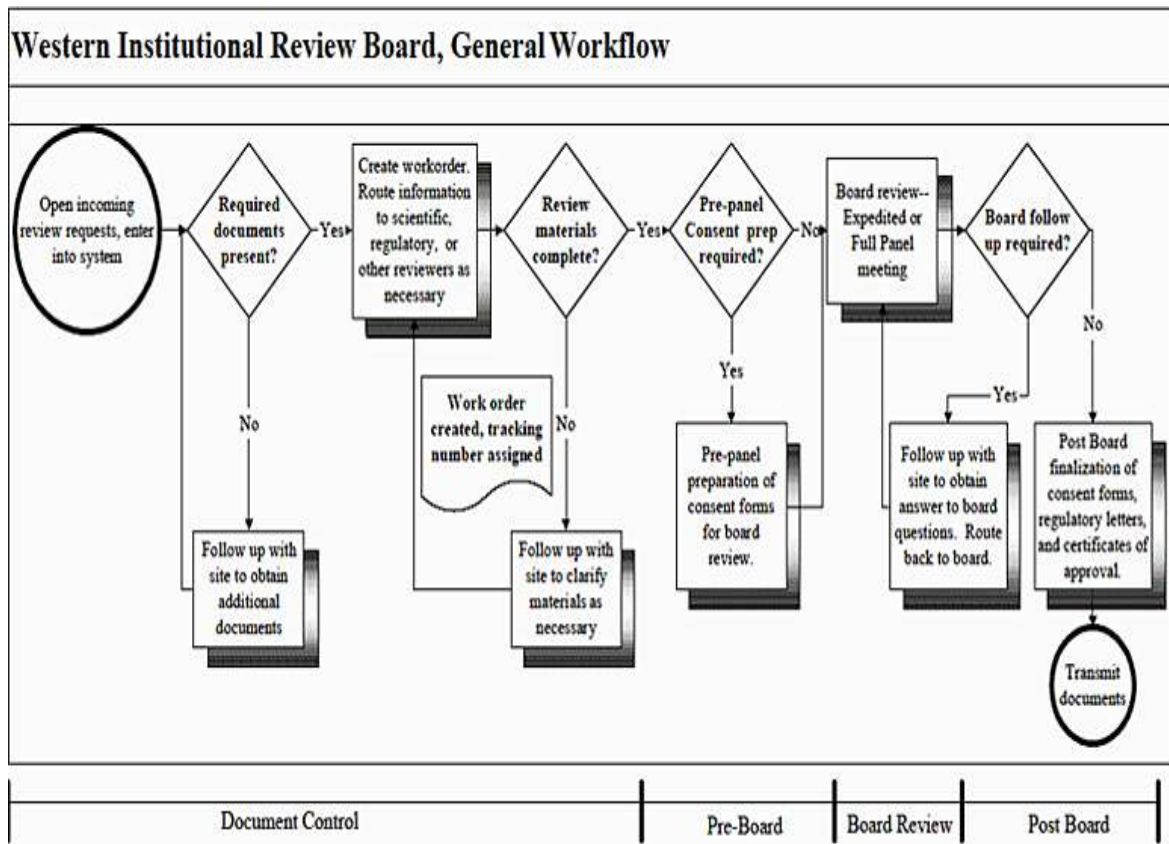 Western Institutional Review Board, General Workflow
Open incoming
review requests, enter
into system
Required
documents
present?
Yes
No
Follow up with
site to obtain
additional
documents
Create workorder.
Route information
to scientific,
regulatory, or
other reviewers as
necessary
Work order
created, tracking
number assigned
Review
materials
complete?
Yes
No
Follow up with
site to clarify
materials as
necessary
Pre-panel
Consent prep
required?
No
Yes
Pre-panel
preparation of
consent forms
for board
review.
Board review--
Expedited or
Full Panel
meeting
Board follow
up required?
Yes
No
Follow up with
site to obtain
answer to board
questions. Route
back to board.
Post Board
finalization of
consent forms,
regulatory letters,
and certificates of
approval.
Transmit
documents
Document Control
Pre-Board
Board Review
Post Board